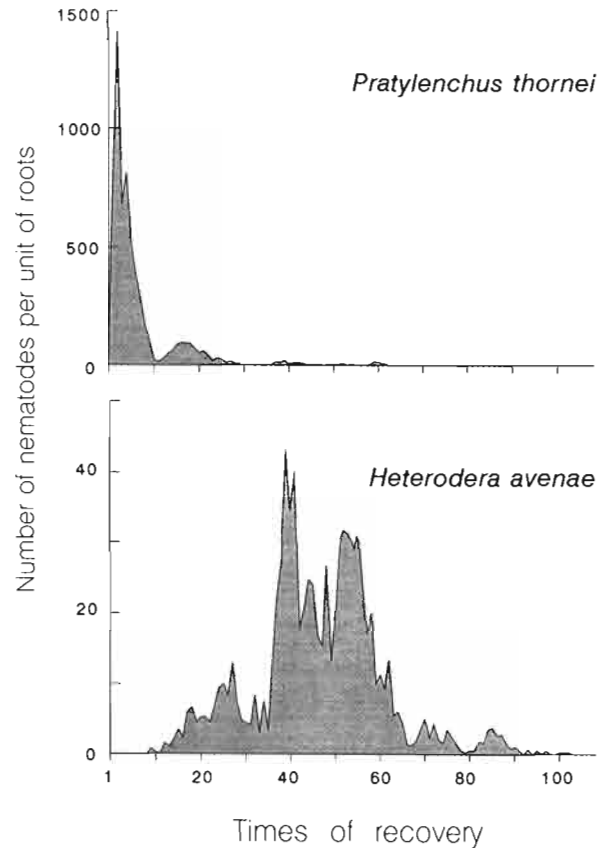 1500
Pratylenchus thornei
1000
500
0
Number of nematodes per unit of roots
40
Heterodera avenae
20
0
1 20 40 60 80 100
Times of recovery